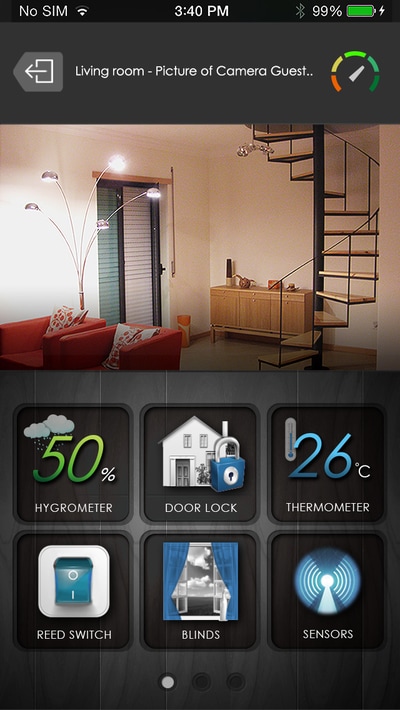 No SIM 3:40 PM 99%
Living room - Picture of Camera Guest..
50% 26°C
HYGROMETER DOOR LOCK THERMOMETER
REED SWITCH BLINDS SENSORS